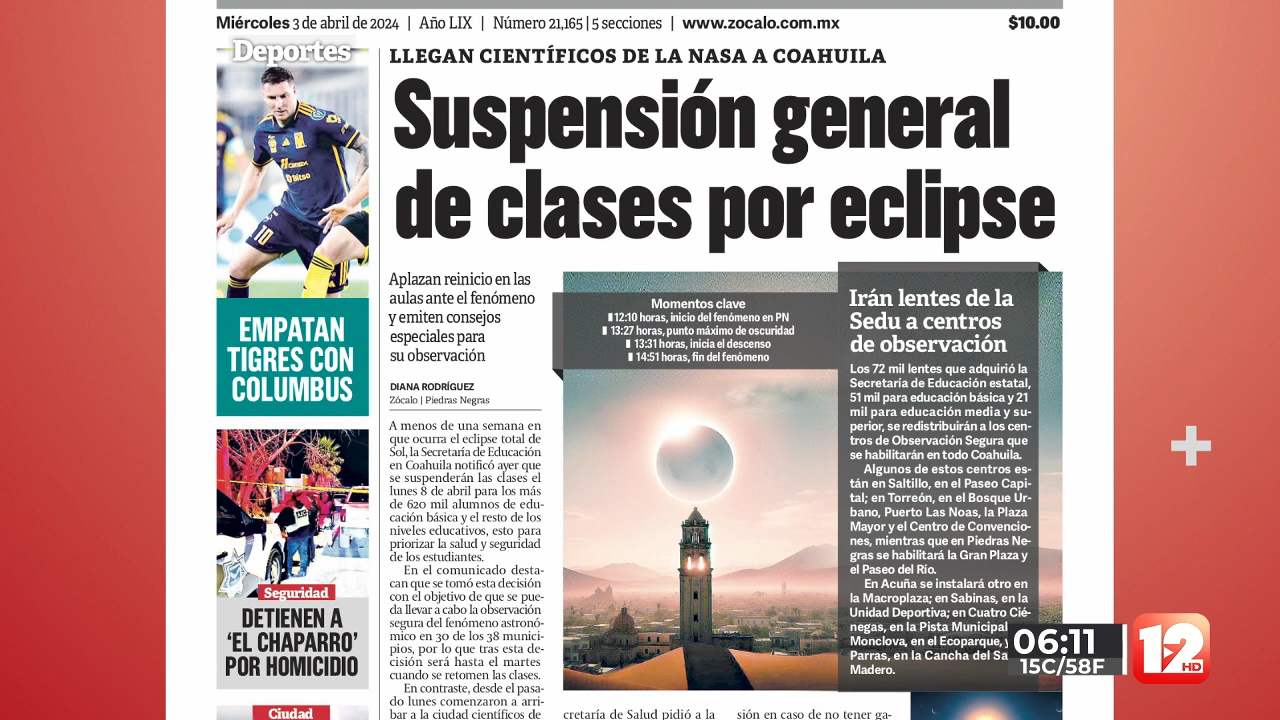 Miércoles 3 de abril de 2024 | Año LIX | Número 21,165 | 5 secciones | www.zocalo.com.mx $10.00
Deportes
EMPATAN
TIGRES CON
COLUMBUS
Seguridad
DETIENEN A
‘EL CHAPARRO’
POR HOMICIDIO
Ciudad
LLEGAN CIENTÍFICOS DE LA NASA A COAHUILA
Suspensión general
de clases por eclipse
Aplazan reinicio en las
aulas ante el fenómeno
y emiten consejos
especiales para
su observación
DIANA RODRÍGUEZ
Zócalo | Piedras Negras
A menos de una semana en
que ocurra el eclipse total de
Sol, la Secretaría de Educación
en Coahuila notificó ayer que
se suspenderán las clases el
lunes 8 de abril para los más
de 620 mil alumnos de edu-
cación básica y el resto de los
niveles educativos, esto para
priorizar la salud y seguridad
de los estudiantes.
En el comunicado desta-
can que se tomó esta decisión
con el objetivo de que se pue-
da llevar a cabo la observación
segura del fenómeno astronó-
mico en 30 de los 38 munici-
pios, por lo que tras esta de-
cisión será hasta el martes
cuando se retomen las clases.
En contraste, desde el pasa-
do lunes comenzaron a arri-
bar a la ciudad científicos de
cretaría de Salud pidió a la
sión en caso de no tener ga-
Momentos clave
12:10 horas, inicio del fenómeno en PN
13:27 horas, punto máximo de oscuridad
13:31 horas, inicia el descenso
14:51 horas, fin del fenómeno
Irán lentes de la
Sedu a centros
de observación
Los 72 mil lentes que adquirió la
Secretaría de Educación estatal,
51 mil para educación básica y 21
mil para educación media y su-
perior, se redistribuirán a los cen-
tros de Observación Segura que
se habilitarán en todo Coahuila.
Algunos de estos centros es-
tán en Saltillo, en el Paseo Capi-
tal; en Torreón, en el Bosque Ur-
bano, Puerto Las Noas, la Plaza
Mayor y el Centro de Convencio-
nes, mientras que en Piedras Ne-
gras se habilitará la Gran Plaza y
el Paseo del Río.
En Acuña se instalará otro en
la Macroplaza; en Sabinas, en la
Unidad Deportiva; en Cuatro Cié-
negas, en la Pista Municipal
Monclova, en el Ecoparque, y
Parras, en la Cancha del Sa
Madero.
06:11
15C/58F
12
HD
10
Bitso